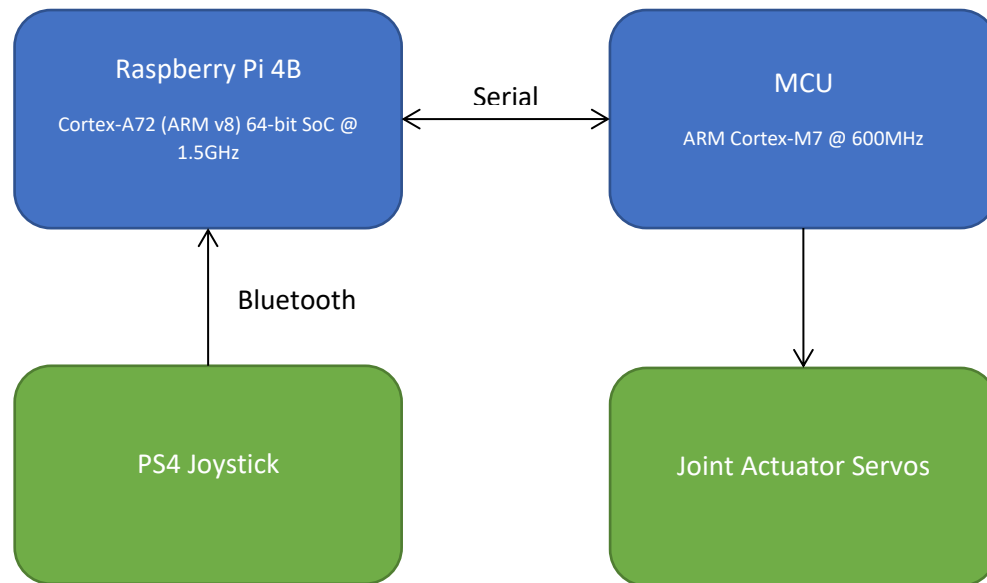 Raspberry Pi 4B
Cortex-A72 (ARM v8) 64-bit SoC @
1.5GHz
Serial
MCU
ARM Cortex-M7 @ 600MHz
Bluetooth
PS4 Joystick
Joint Actuator Servos